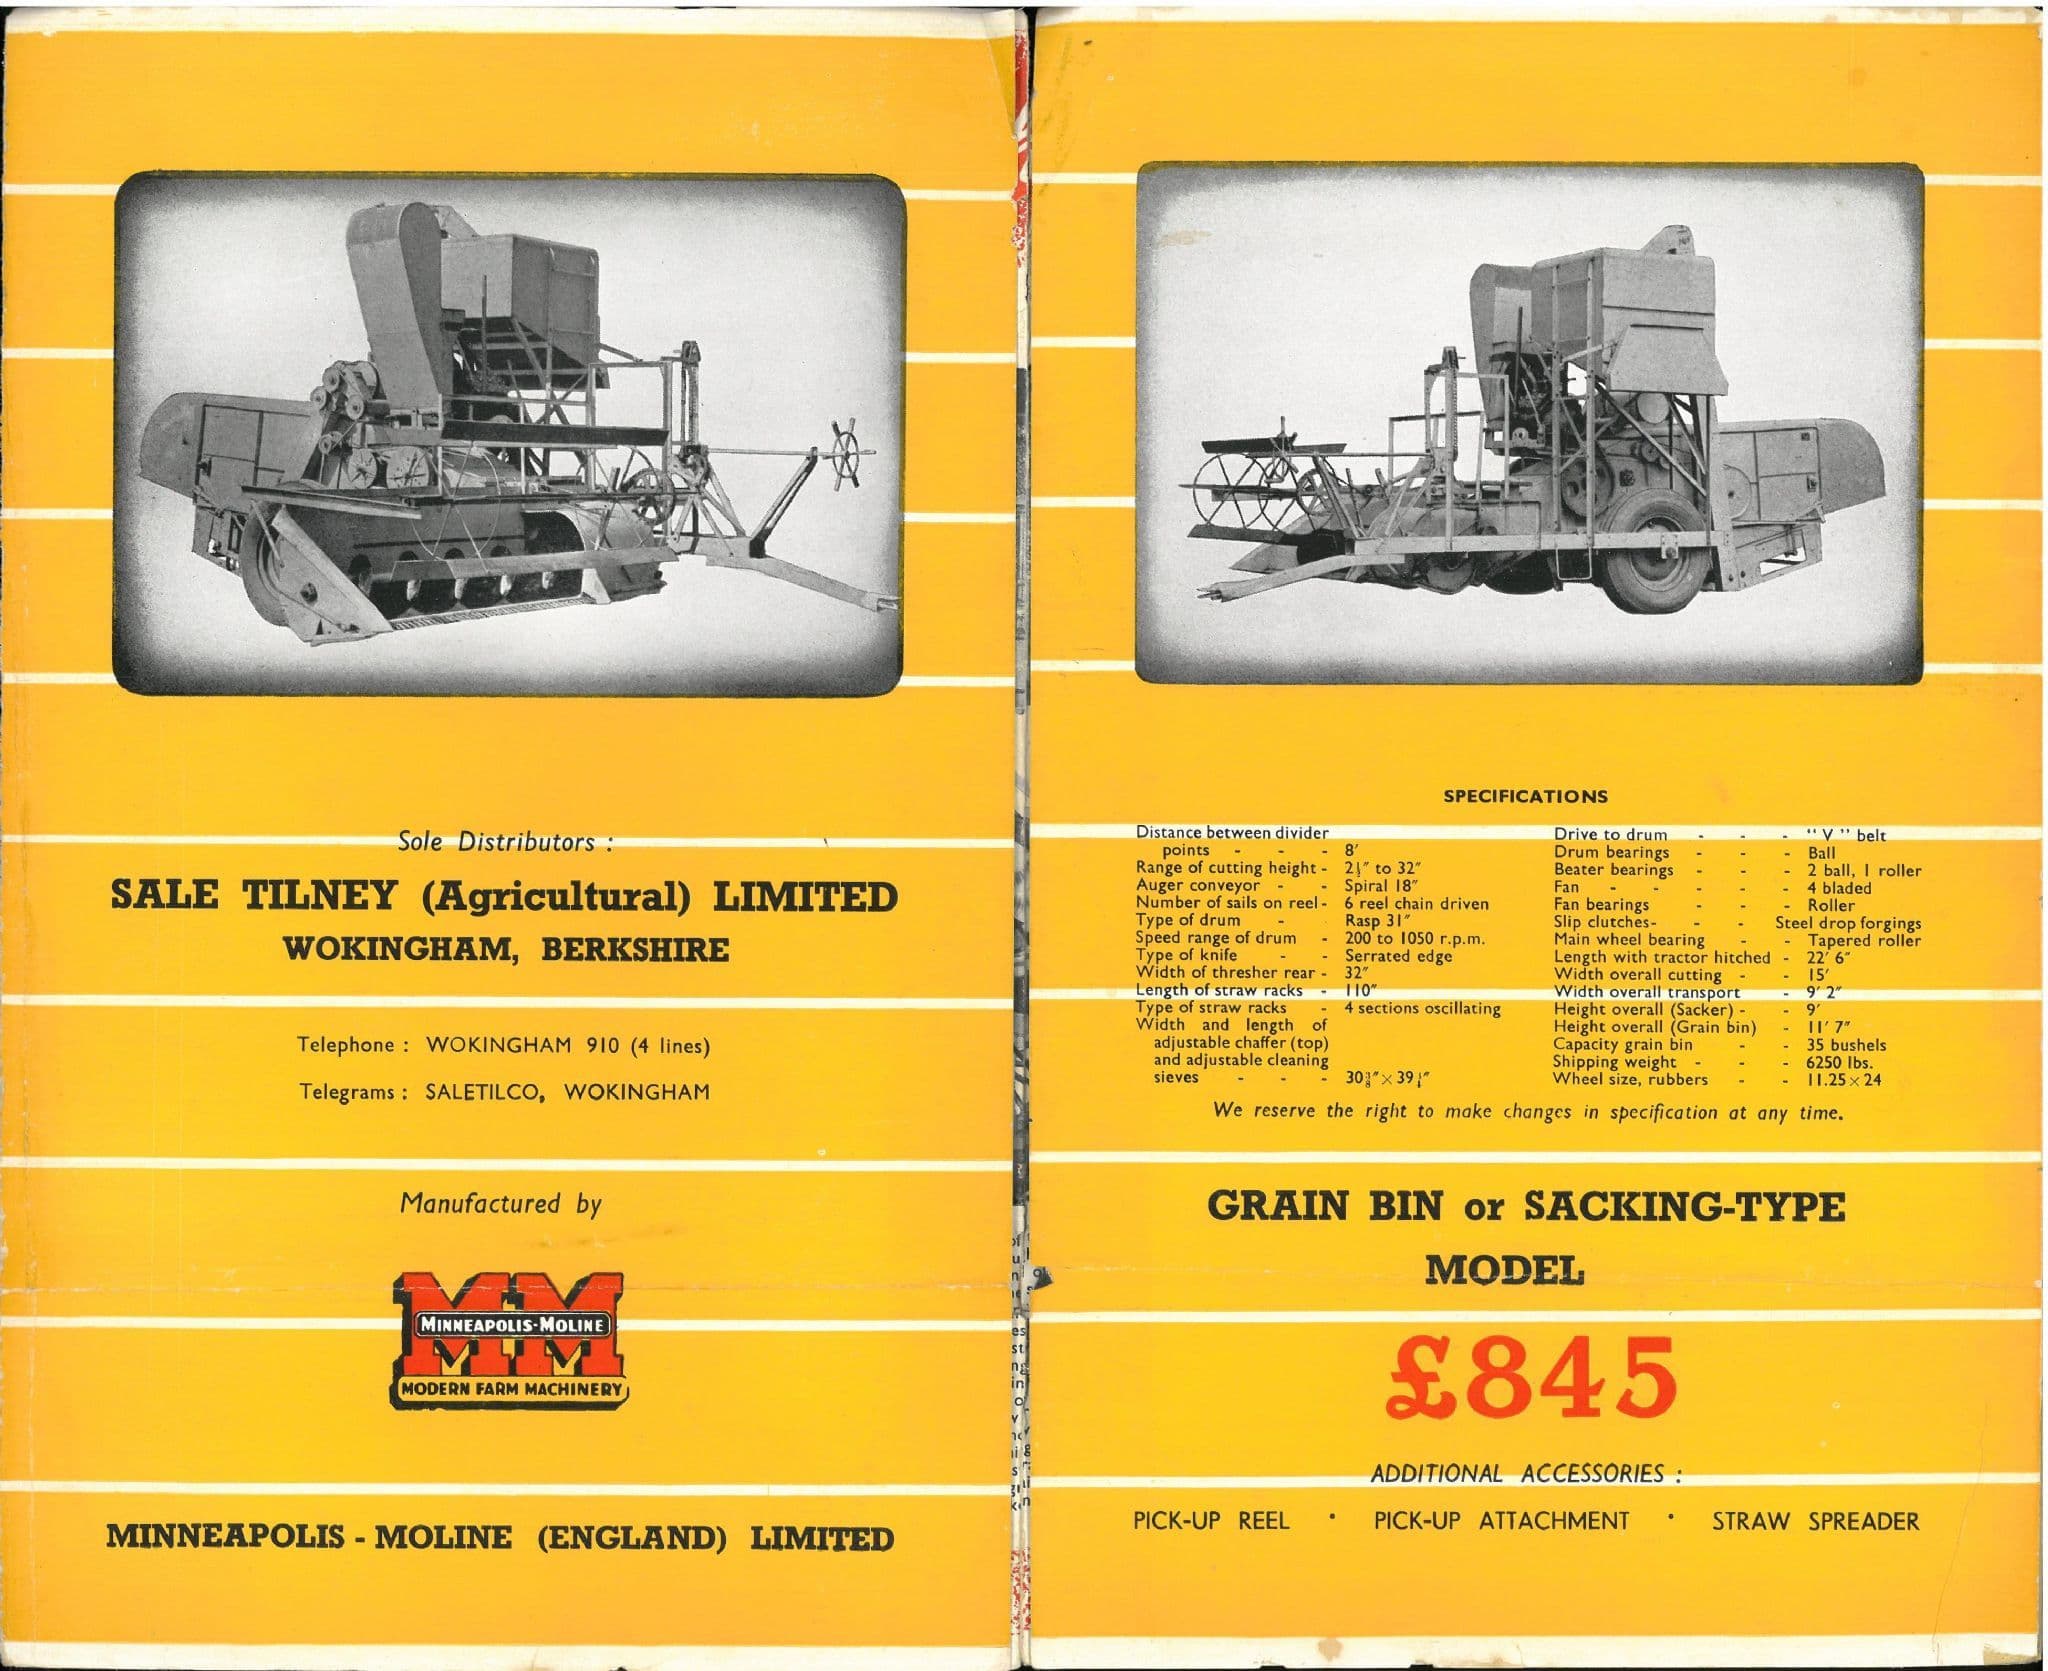 Sole Distributors :
SALE TILNEY (Agricultural) LIMITED
WOKINGHAM, BERKSHIRE
Telephone : WOKINGHAM 910 (4 lines)
Telegrams : SALETILCO, WOKINGHAM
Manufactured by
MM
MINNEAPOLIS-MOLINE
MODERN FARM MACHINERY
MINNEAPOLIS - MOLINE (ENGLAND) LIMITED
SPECIFICATIONS
Distance between divider
points - - - 8′
Range of cutting height - 2½″ to 32″
Auger conveyor - - Spiral 18″
Number of sails on reel - 6 reel chain driven
Type of drum - - Rasp 31″
Speed range of drum - 200 to 1050 r.p.m.
Type of knife - - Serrated edge
Width of thresher rear - 32″
Length of straw racks - 110″
Type of straw racks - 4 sections oscillating
Width and length of
adjustable chaffer (top)
and adjustable cleaning
sieves - - - 30⅜″ × 39¼″
Drive to drum - - - “ V ” belt
Drum bearings - - - Ball
Beater bearings - - - 2 ball, 1 roller
Fan - - - - - 4 bladed
Fan bearings - - - Roller
Slip clutches - - - Steel drop forgings
Main wheel bearing - - Tapered roller
Length with tractor hitched - 22′ 6″
Width overall cutting - - 15′
Width overall transport - 9′ 2″
Height overall (Sacker) - - 9′
Height overall (Grain bin) - 11′ 7″
Capacity grain bin - - 35 bushels
Shipping weight - - - 6250 lbs.
Wheel size, rubbers - - 11.25 × 24
We reserve the right to make changes in specification at any time.
GRAIN BIN or SACKING-TYPE
MODEL
£845
ADDITIONAL ACCESSORIES :
PICK-UP REEL • PICK-UP ATTACHMENT • STRAW SPREADER